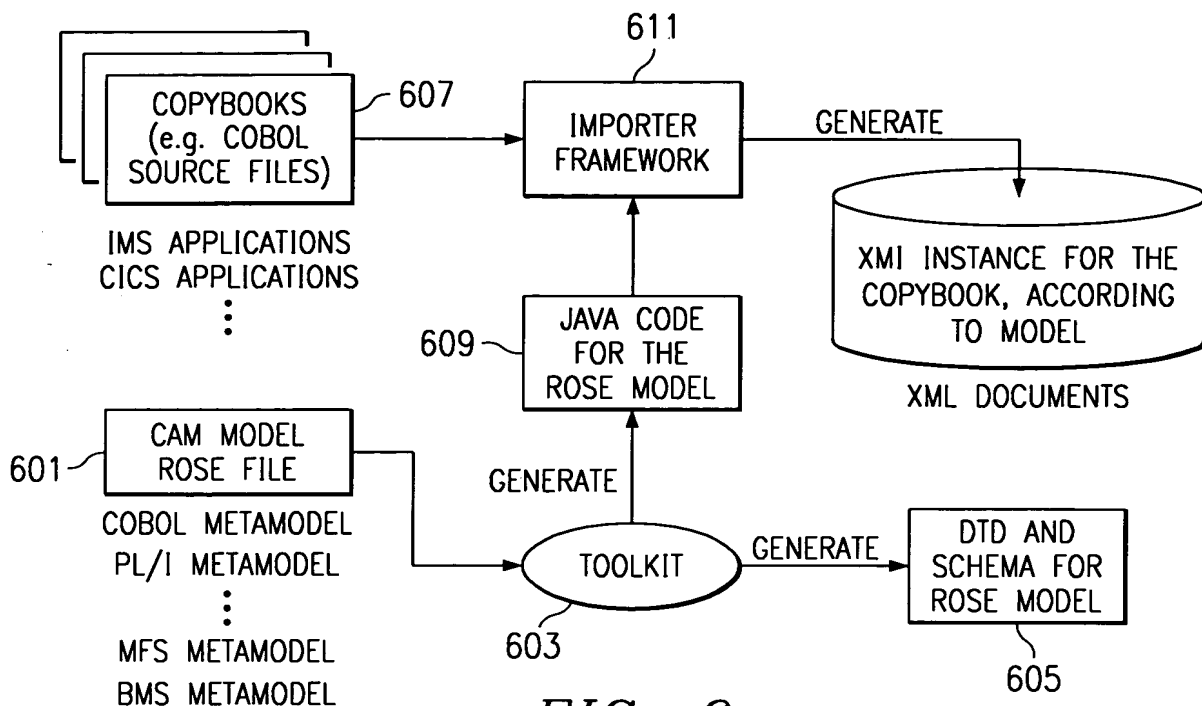 611
607
COPYBOOKS
(e.g. COBOL
SOURCE FILES)
IMPORTER
FRAMEWORK
GENERATE
IMS APPLICATIONS
CICS APPLICATIONS
XMI INSTANCE FOR THE
COPYBOOK, ACCORDING
TO MODEL
XML DOCUMENTS
609
JAVA CODE
FOR THE
ROSE MODEL
601
CAM MODEL
ROSE FILE
GENERATE
COBOL METAMODEL
PL/I METAMODEL
MFS METAMODEL
BMS METAMODEL
TOOLKIT
603
GENERATE
DTD AND
SCHEMA FOR
ROSE MODEL
605